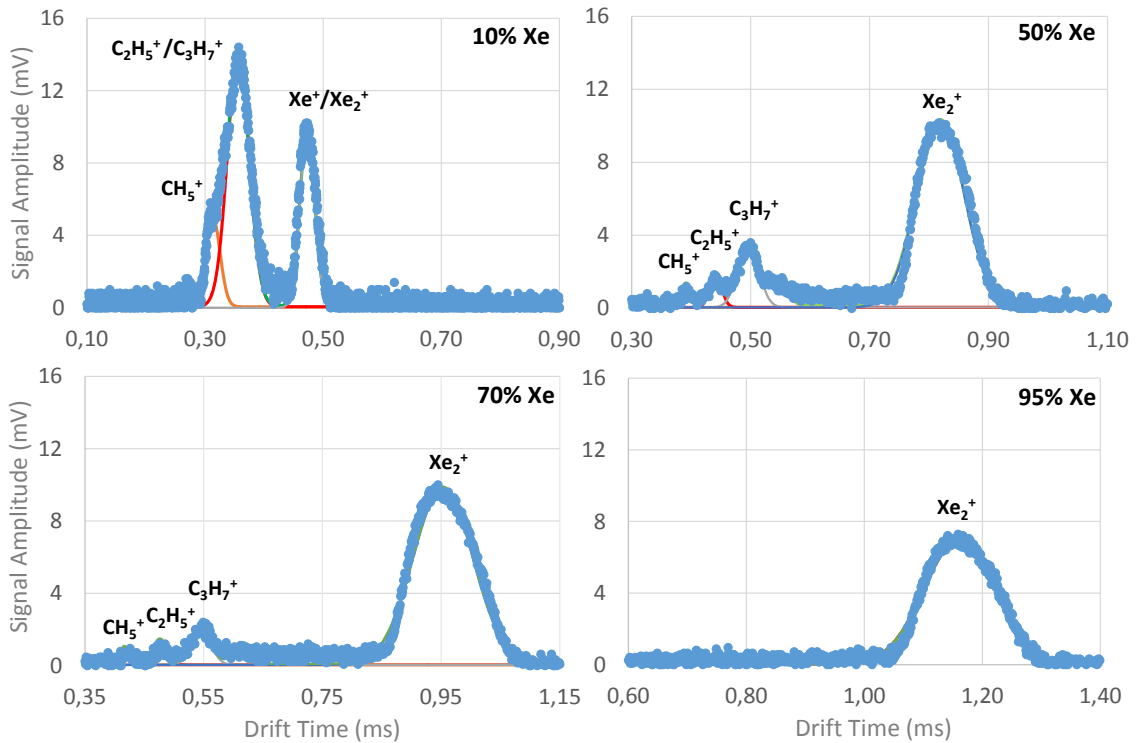 16
12
8
4
0
Signal Amplitude (mV)
10% Xe
C₂H₅⁺/C₃H₇⁺
Xe⁺/Xe₂⁺
CH₅⁺
0,10 0,30 0,50 0,70 0,90
16
12
8
4
0
50% Xe
Xe₂⁺
C₃H₇⁺
C₂H₅⁺
CH₅⁺
0,30 0,50 0,70 0,90 1,10
16
12
8
4
0
Signal Amplitude (mV)
70% Xe
Xe₂⁺
C₃H₇⁺
C₂H₅⁺
CH₅⁺
0,35 0,55 0,75 0,95 1,15
Drift Time (ms)
16
12
8
4
0
95% Xe
Xe₂⁺
0,60 0,80 1,00 1,20 1,40
Drift Time (ms)